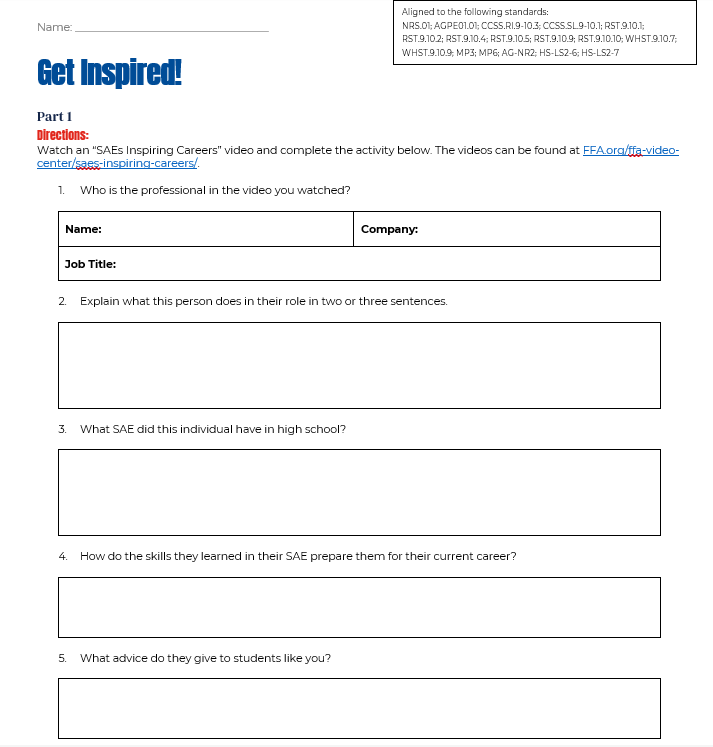 Name: ______________________________
Aligned to the following standards:
NRS.01; AGPE01.01; CCSS.RI.9-10.3; CCSS.SL.9-10.1; RST.9.10.1;
RST.9.10.2; RST.9.10.4; RST.9.10.5; RST.9.10.9; RST.9.10.10; WHST.9.10.7;
WHST.9.10.9; MP3; MP6; AG-NR2; HS-LS2-6; HS-LS2-7
Get Inspired!
Part 1
Directions:
Watch an “SAEs Inspiring Careers” video and complete the activity below. The videos can be found at FFA.org/ffa-video-
center/saes-inspiring-careers/.
1. Who is the professional in the video you watched?
Name: Company:
Job Title:
2. Explain what this person does in their role in two or three sentences.
3. What SAE did this individual have in high school?
4. How do the skills they learned in their SAE prepare them for their current career?
5. What advice do they give to students like you?